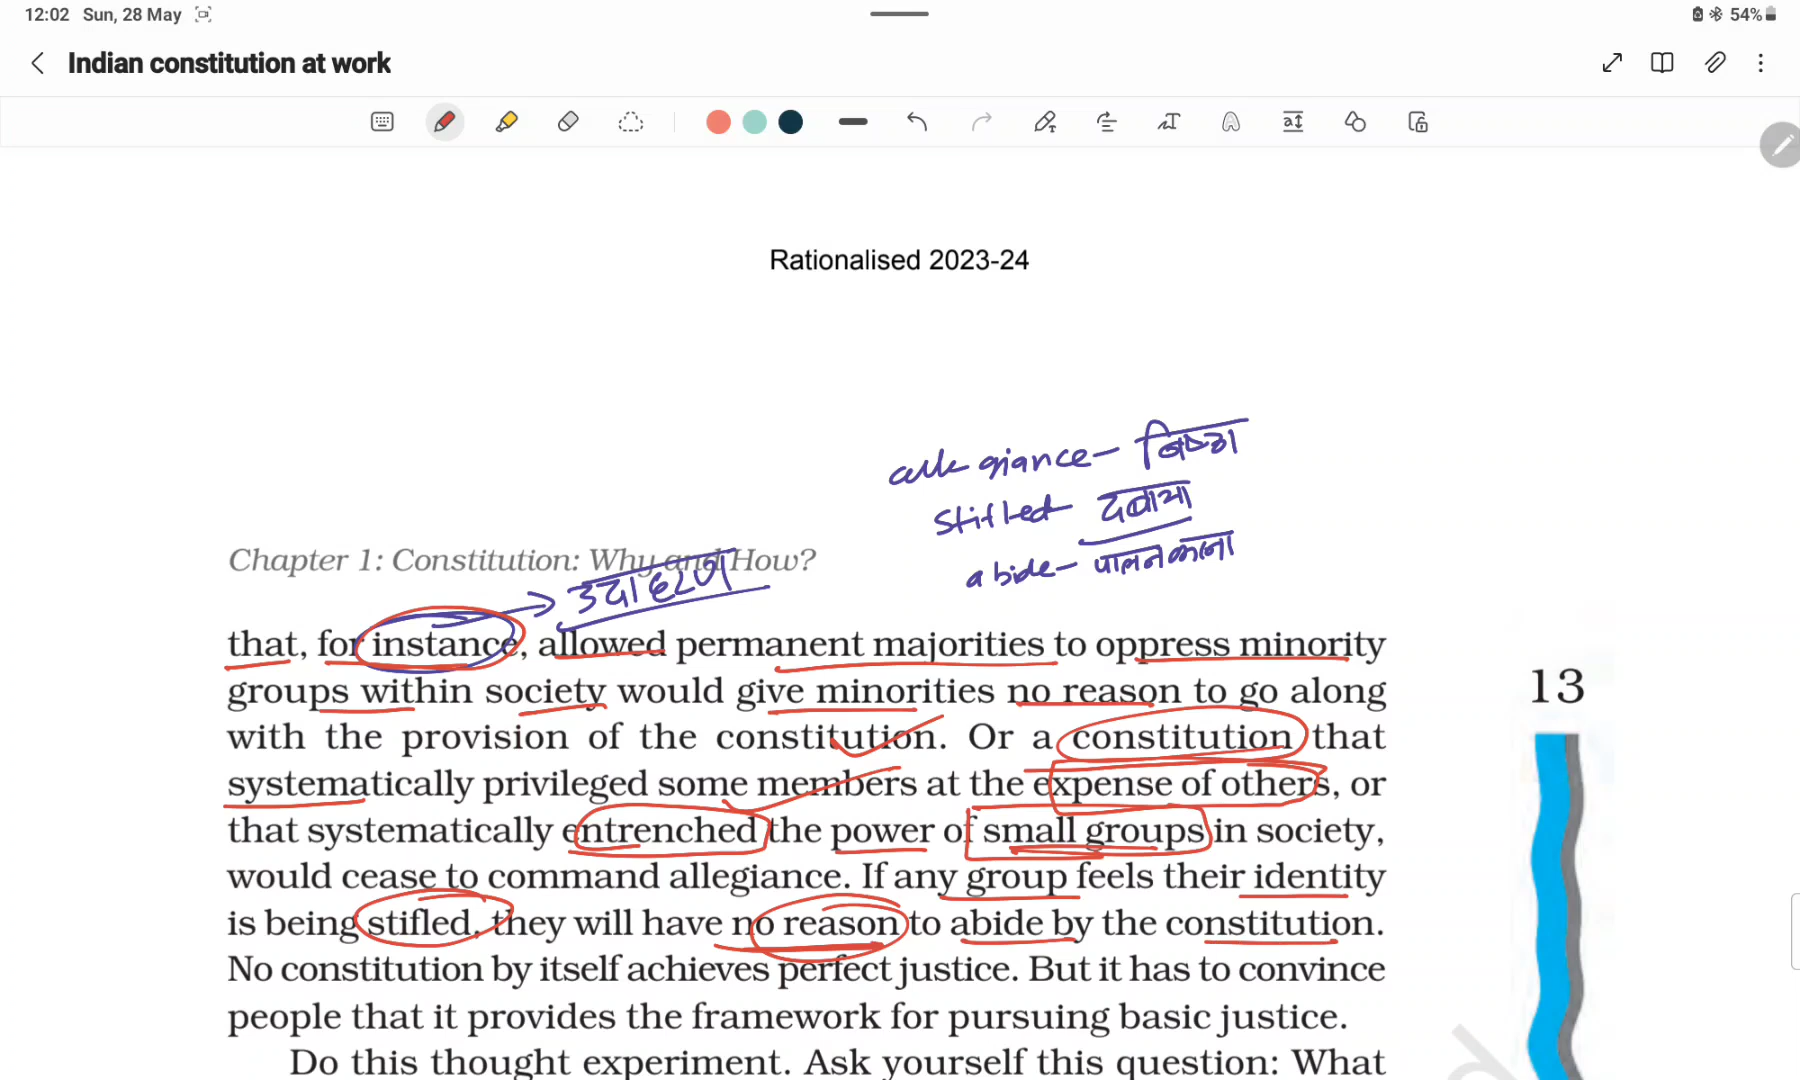 12:02 Sun, 28 May 54%
Indian constitution at work
Rationalised 2023-24
allegiance - निष्ठा
stifled - दबाया
abide - पालन करना
Chapter 1: Constitution: Why and How?
उदाहरण
that, for instance, allowed permanent majorities to oppress minority
groups within society would give minorities no reason to go along
13
with the provision of the constitution. Or a constitution that
systematically privileged some members at the expense of others, or
that systematically entrenched the power of small groups in society,
would cease to command allegiance. If any group feels their identity
is being stifled, they will have no reason to abide by the constitution.
No constitution by itself achieves perfect justice. But it has to convince
people that it provides the framework for pursuing basic justice.
Do this thought experiment. Ask yourself this question: What